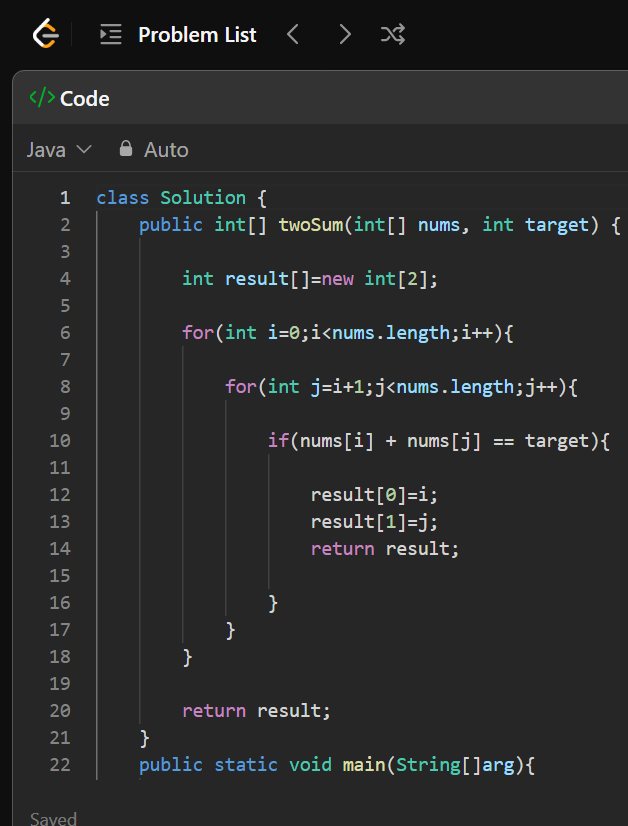 Problem List
</> Code
Java Auto
1 class Solution {
2 public int[] twoSum(int[] nums, int target) {
3
4 int result[]=new int[2];
5
6 for(int i=0;i<nums.length;i++){
7
8 for(int j=i+1;j<nums.length;j++){
9
10 if(nums[i] + nums[j] == target){
11
12 result[0]=i;
13 result[1]=j;
14 return result;
15
16 }
17 }
18 }
19
20 return result;
21 }
22 public static void main(String[]arg){
Saved